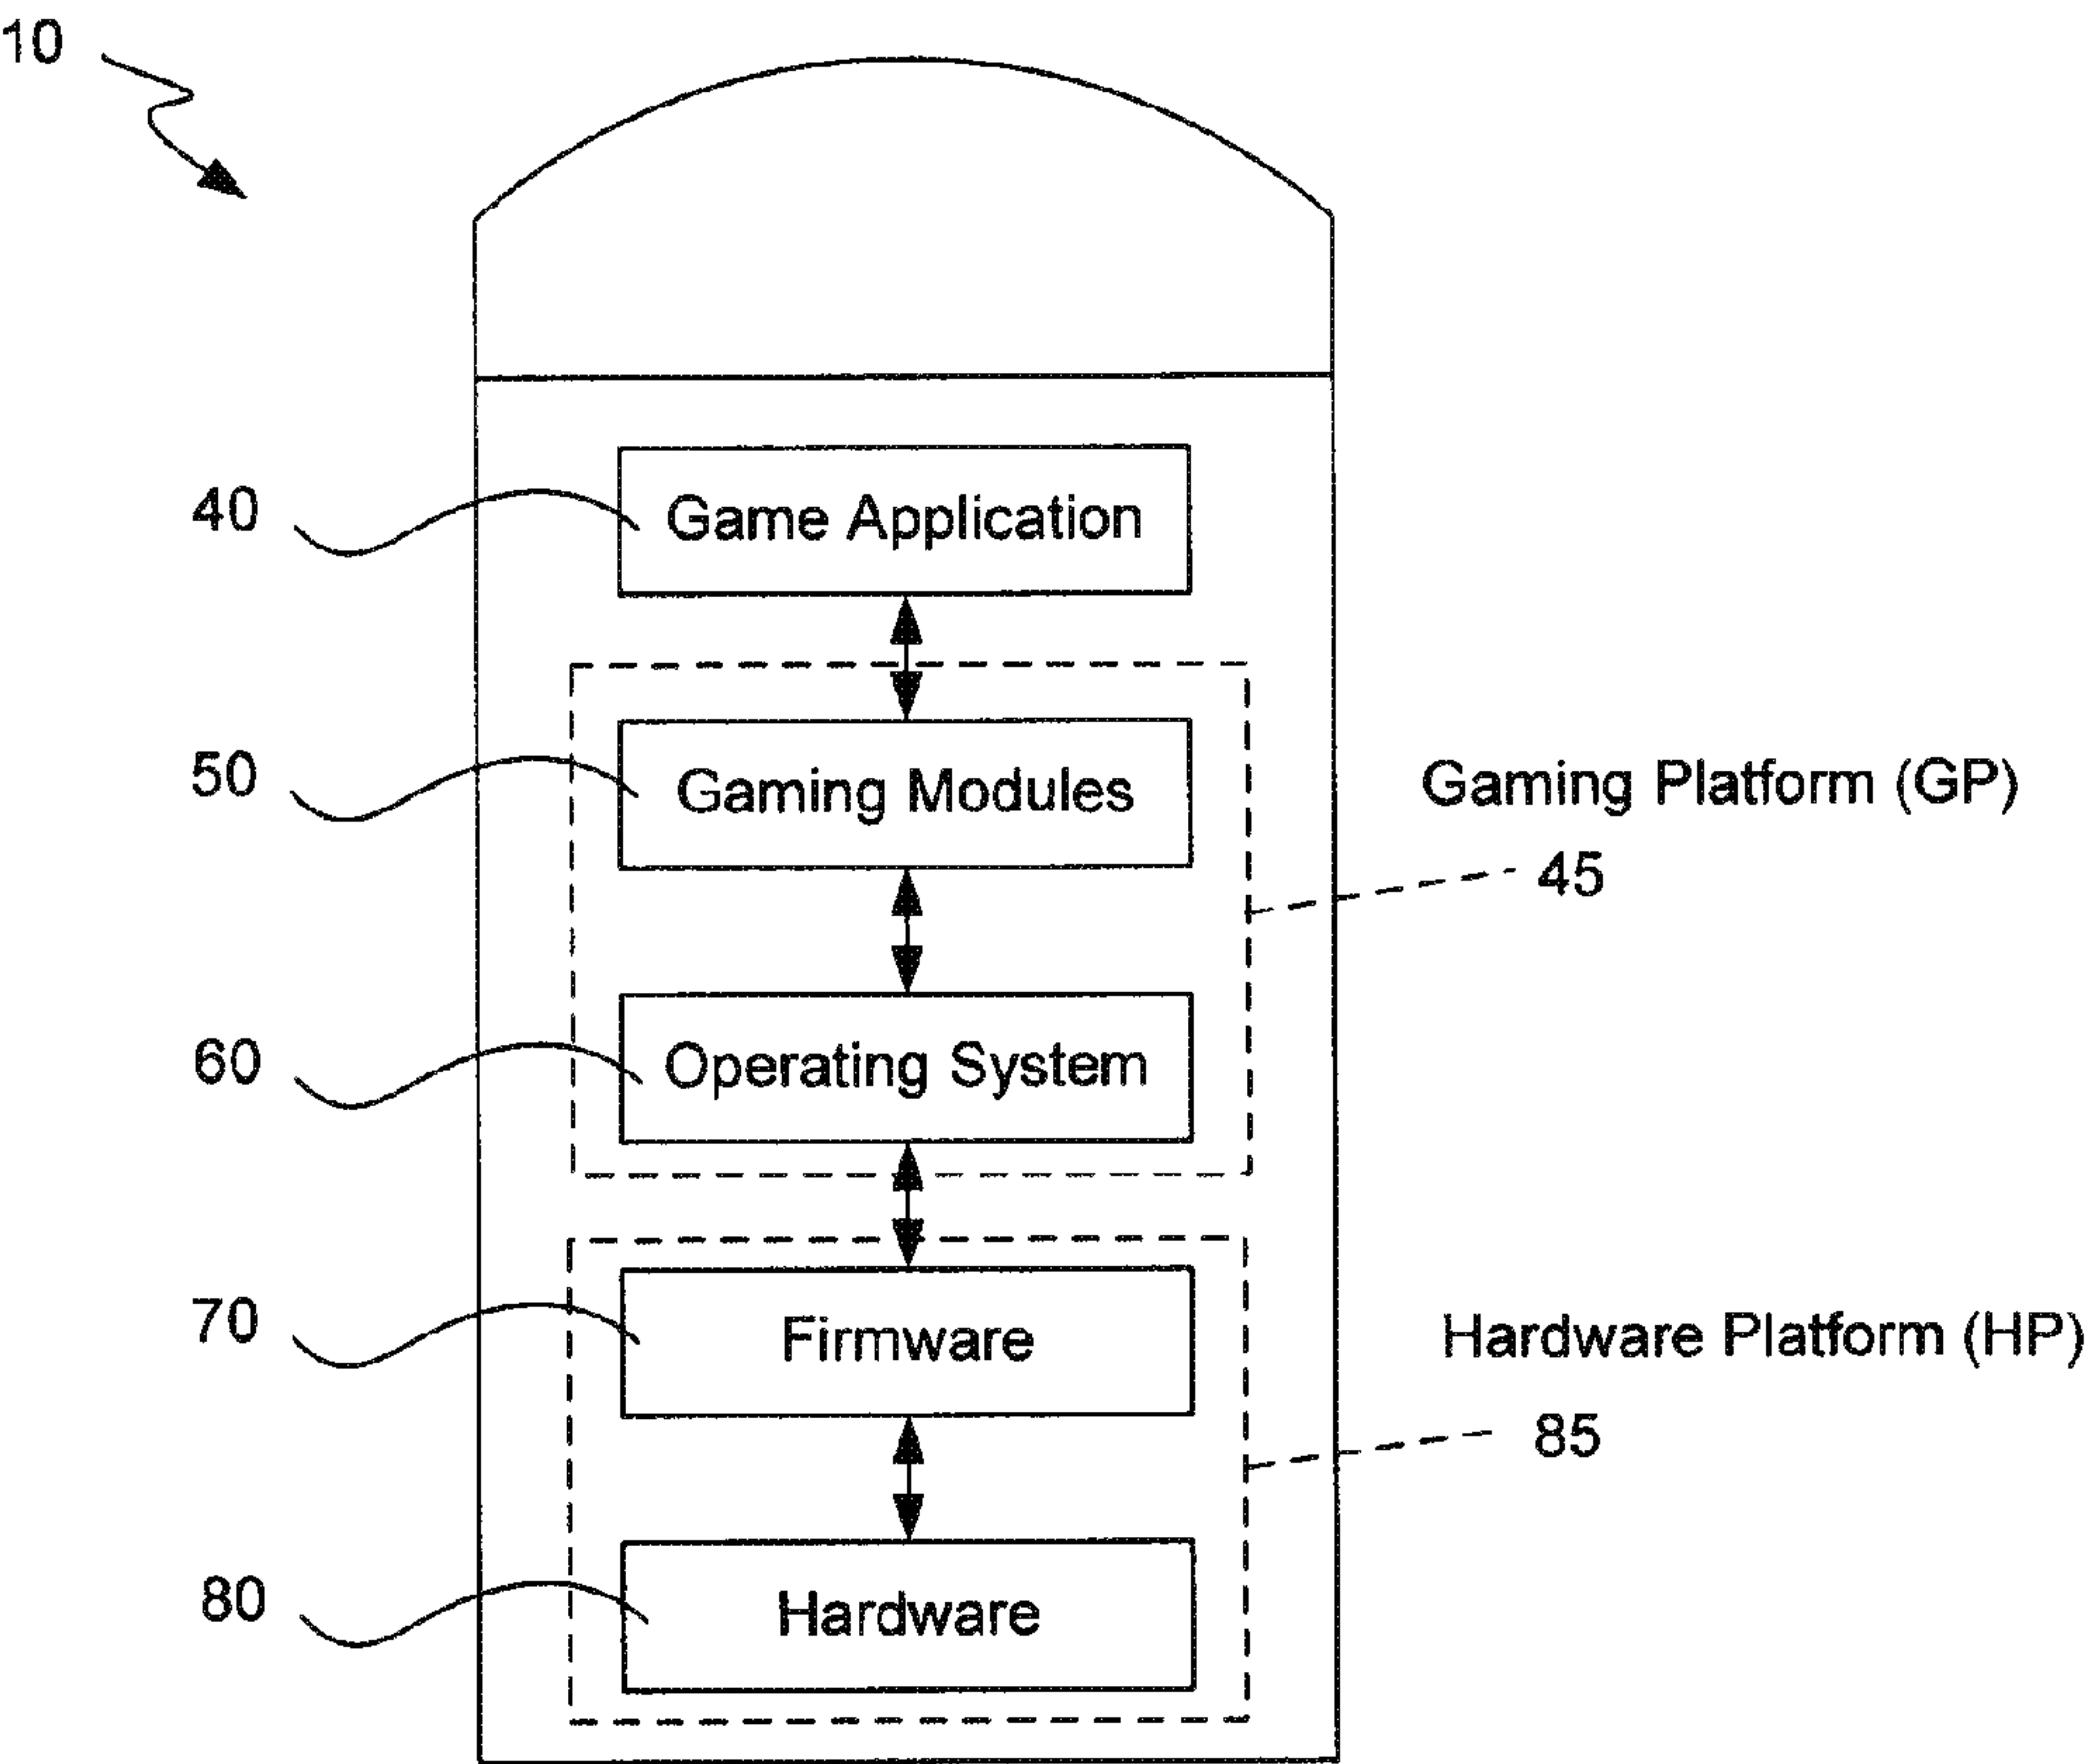 10
40
Game Application
50
Gaming Modules
Gaming Platform (GP)
45
60
Operating System
70
Firmware
Hardware Platform (HP)
85
80
Hardware